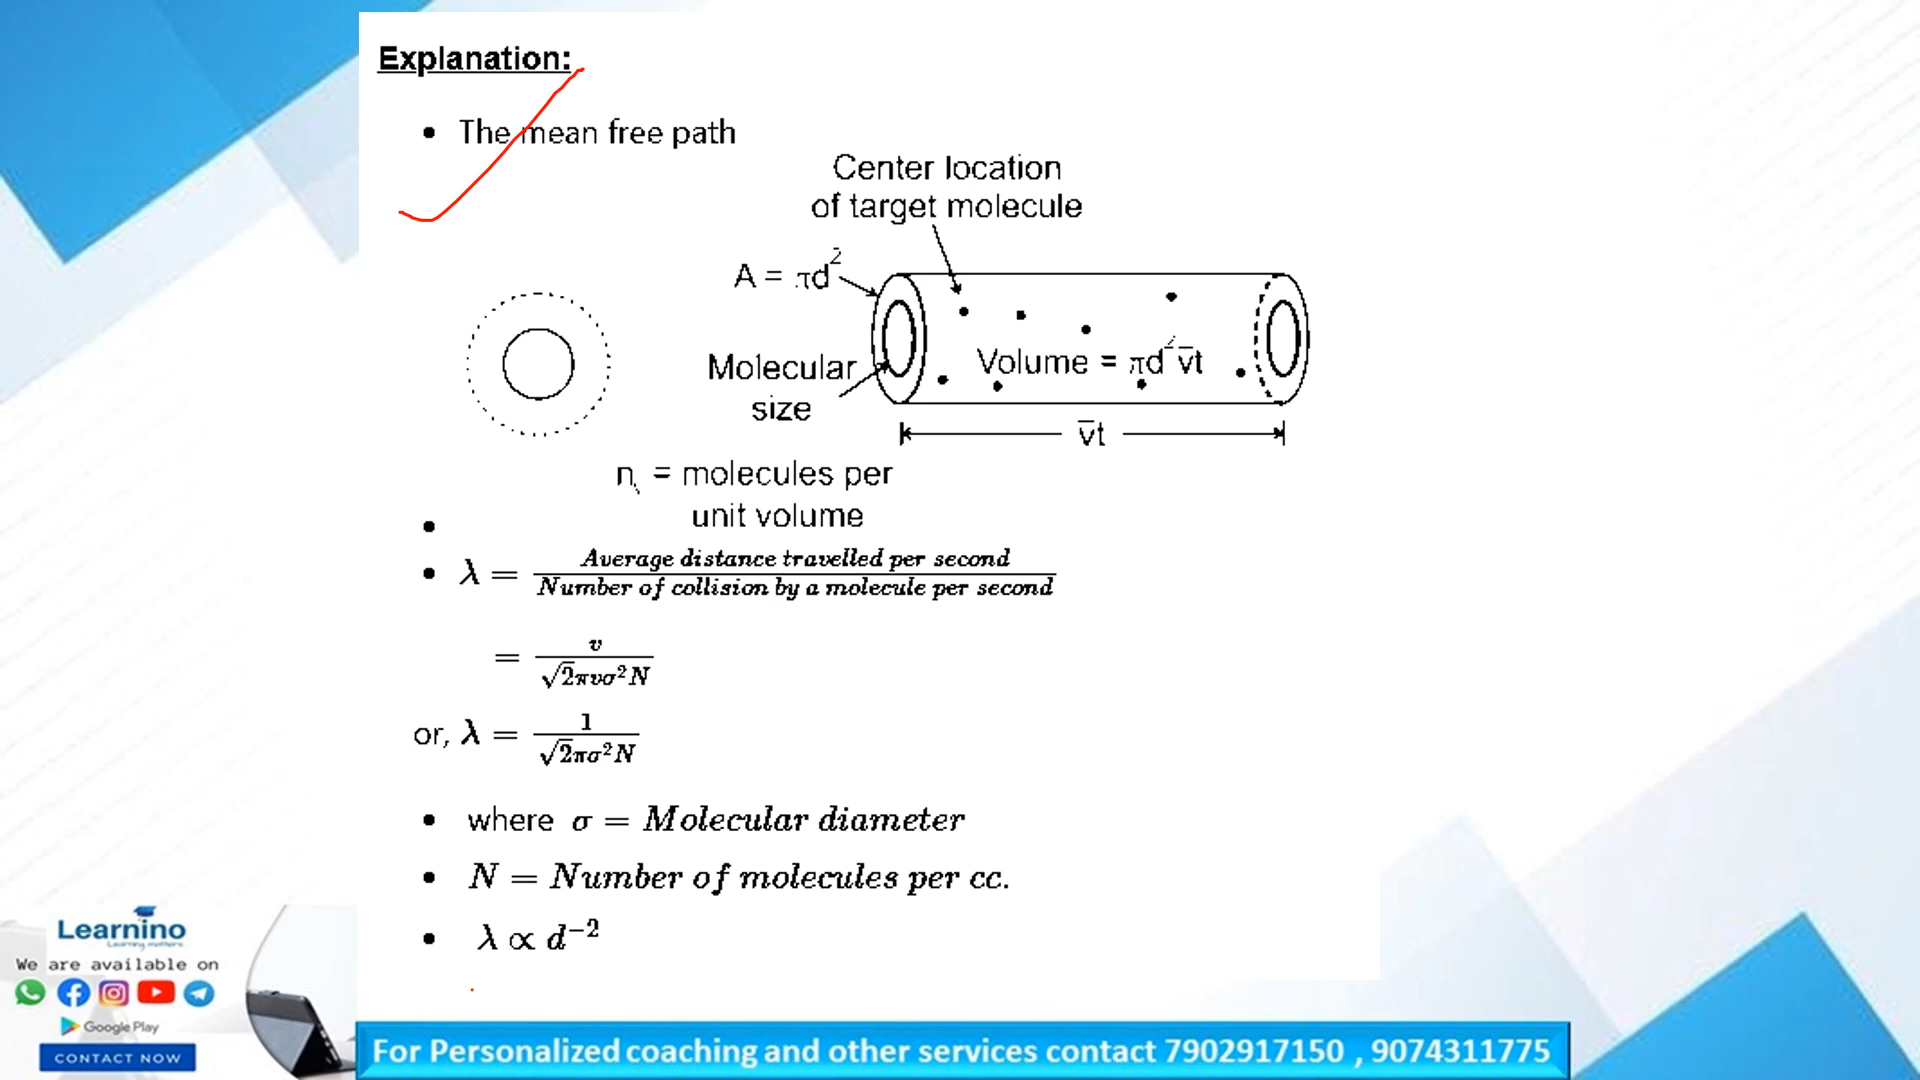 Explanation:
• The mean free path
Center location
of target molecule
A = πd²
Molecular
size
Volume = πd²v̄t
v̄t
n, = molecules per
unit volume
•
• λ = Average distance travelled per second / Number of collision by a molecule per second
= v / √2πvσ²N
or, λ = 1 / √2πσ²N
• where σ = Molecular diameter
• N = Number of molecules per cc.
• λ ∝ d⁻²
Learnino
Learning matters
We are available on
Google Play
CONTACT NOW
For Personalized coaching and other services contact 7902917150 , 9074311775